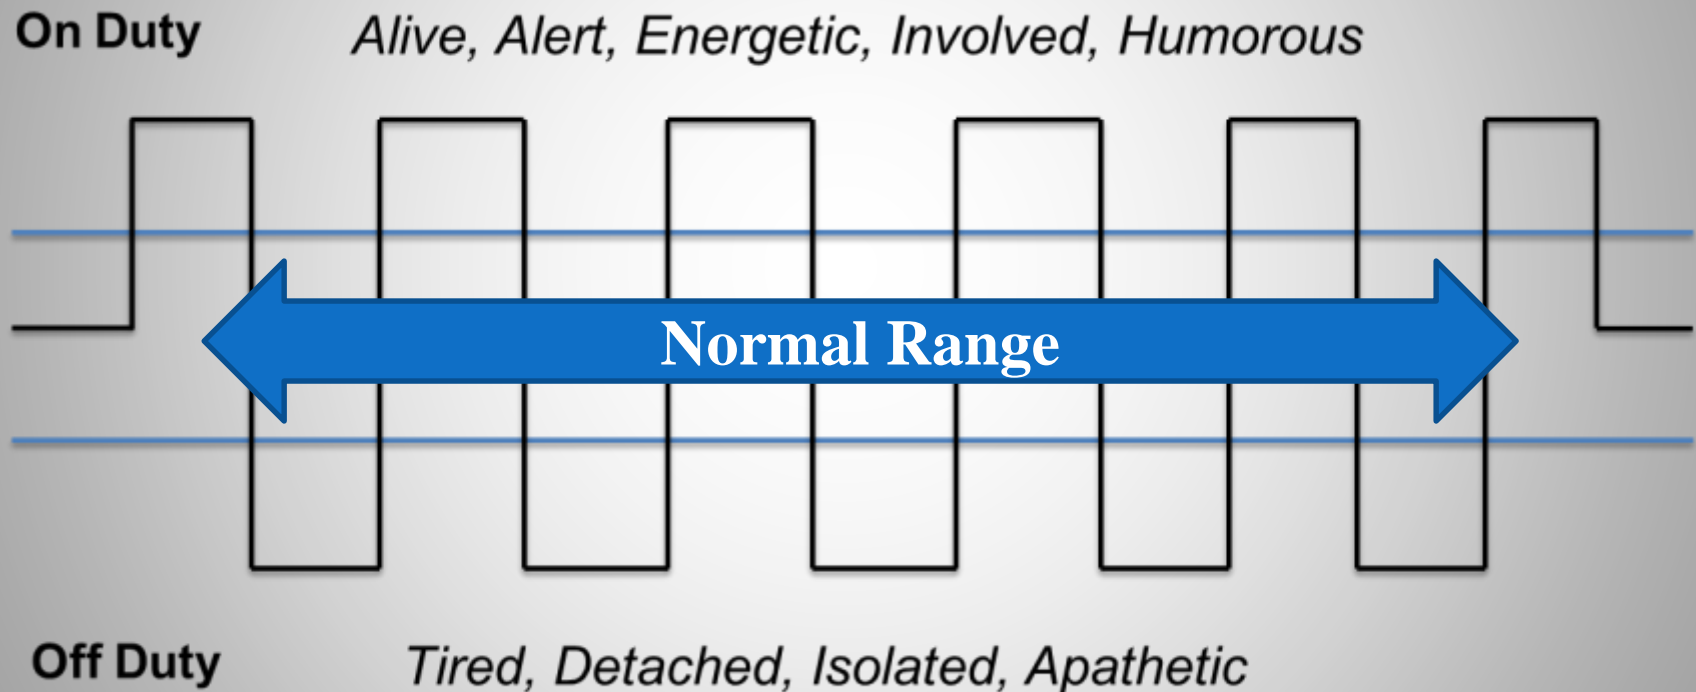 On Duty Alive, Alert, Energetic, Involved, Humorous
Normal Range
Off Duty Tired, Detached, Isolated, Apathetic